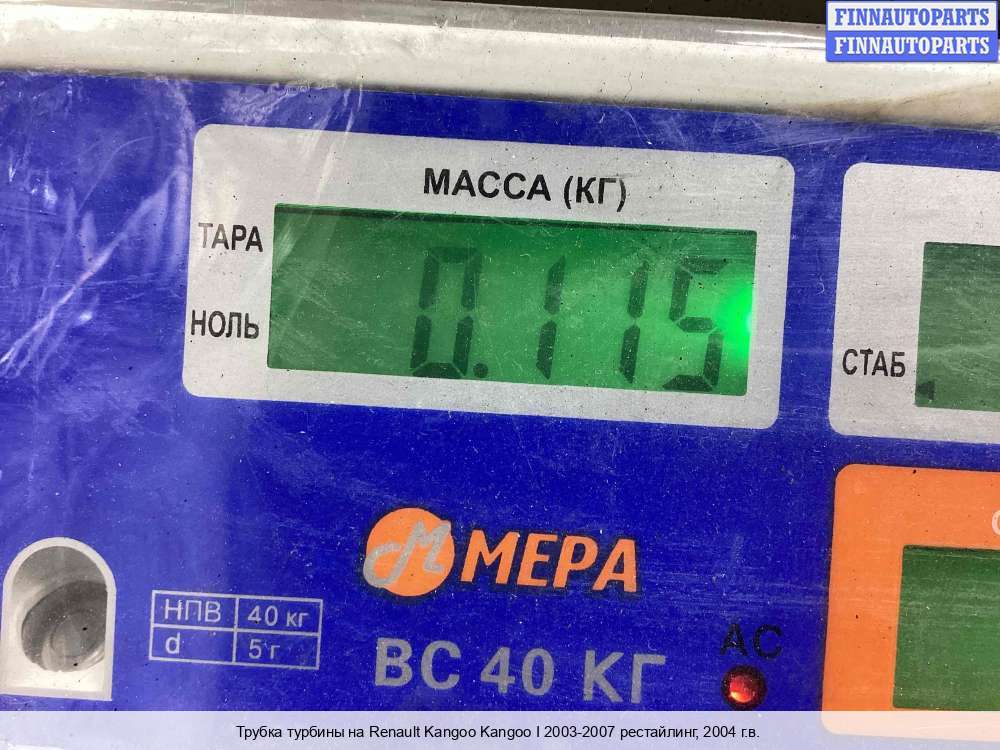 FINNAUTOPARTS
FINNAUTOPARTS
МАССА (КГ)
ТАРА
0.115
НОЛЬ
СТАБ
МЕРА
НПВ 40 кг
d 5 г
ВС 40 КГ
AC
Трубка турбины на Renault Kangoo Kangoo I 2003-2007 рестайлинг, 2004 г.в.